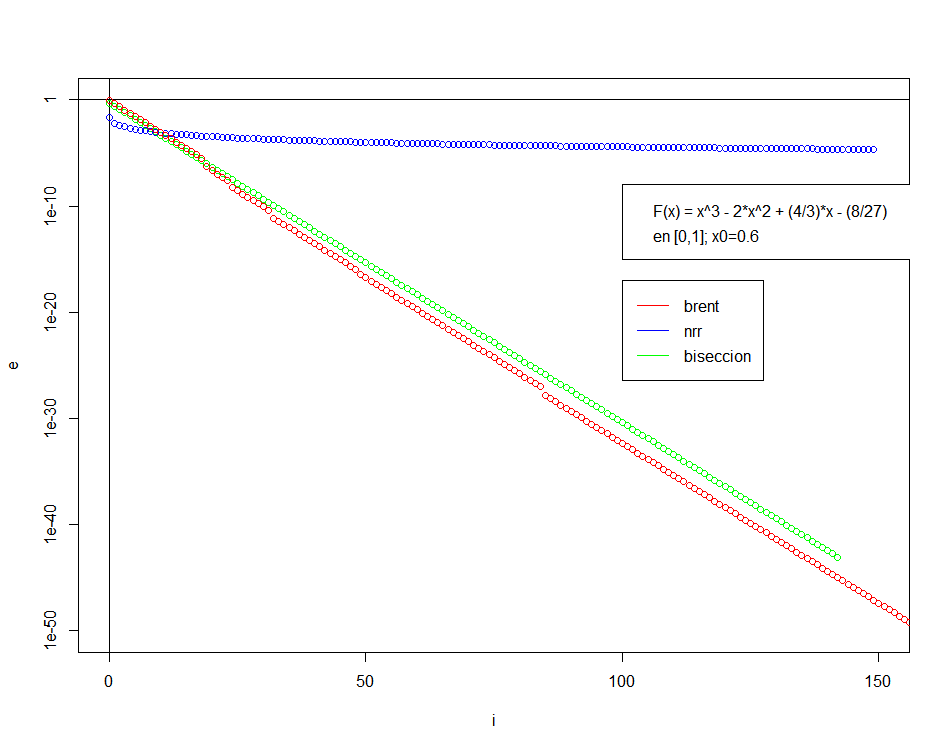 1
1e-10
1e-20
1e-30
1e-40
1e-50
e
F(x) = x^3 - 2*x^2 + (4/3)*x - (8/27)
en [0,1]; x0=0.6
brent
nrr
biseccion
0
50
100
150
i